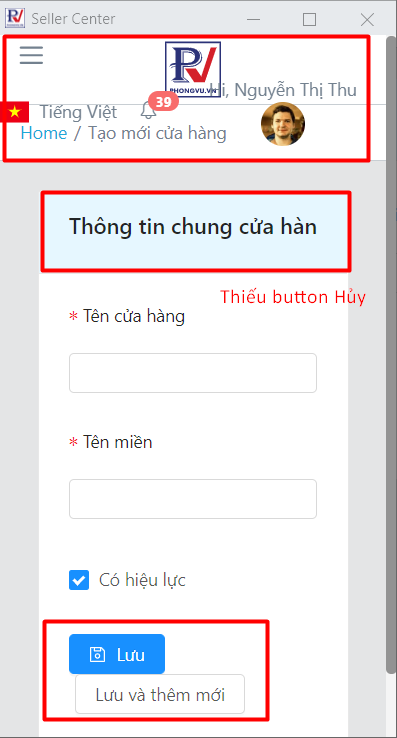 Seller Center
PV
PHONGVU.VN
Hi, Nguyễn Thị Thu
Tiếng Việt
39
Home / Tạo mới cửa hàng
Thông tin chung cửa hàn
Thiếu button Hủy
* Tên cửa hàng
* Tên miền
Có hiệu lực
Lưu
Lưu và thêm mới